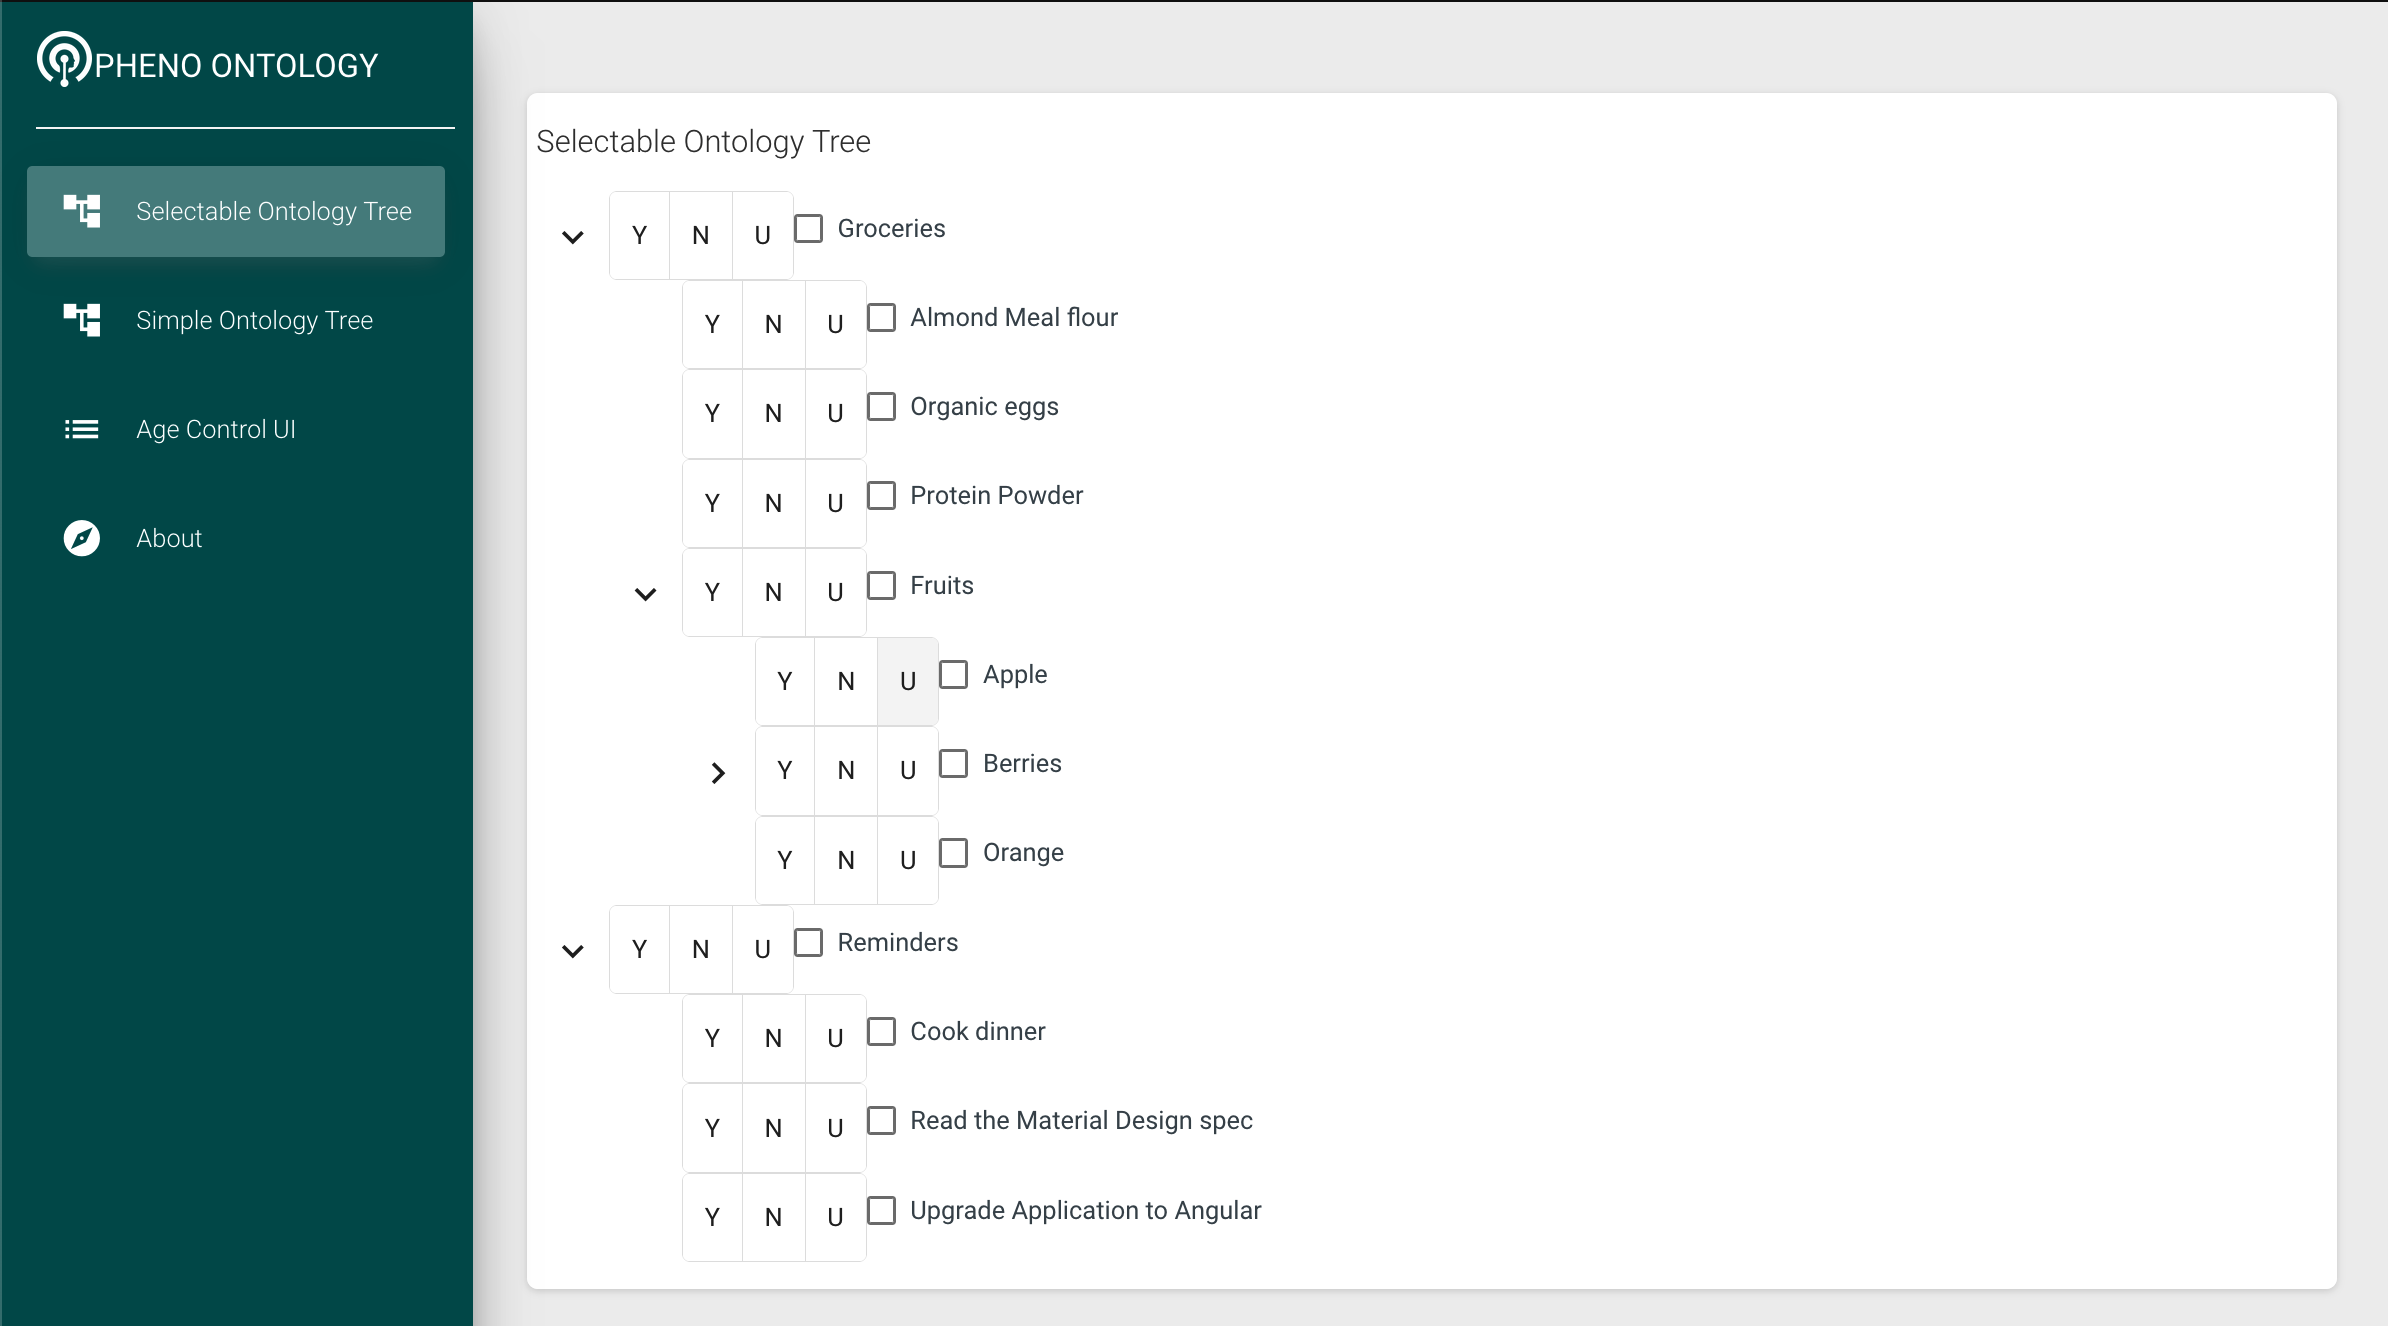 PHENO ONTOLOGY
Selectable Ontology Tree
Simple Ontology Tree
Age Control UI
About
Selectable Ontology Tree
Y N U Groceries
Y N U Almond Meal flour
Y N U Organic eggs
Y N U Protein Powder
Y N U Fruits
Y N U Apple
Y N U Berries
Y N U Orange
Y N U Reminders
Y N U Cook dinner
Y N U Read the Material Design spec
Y N U Upgrade Application to Angular